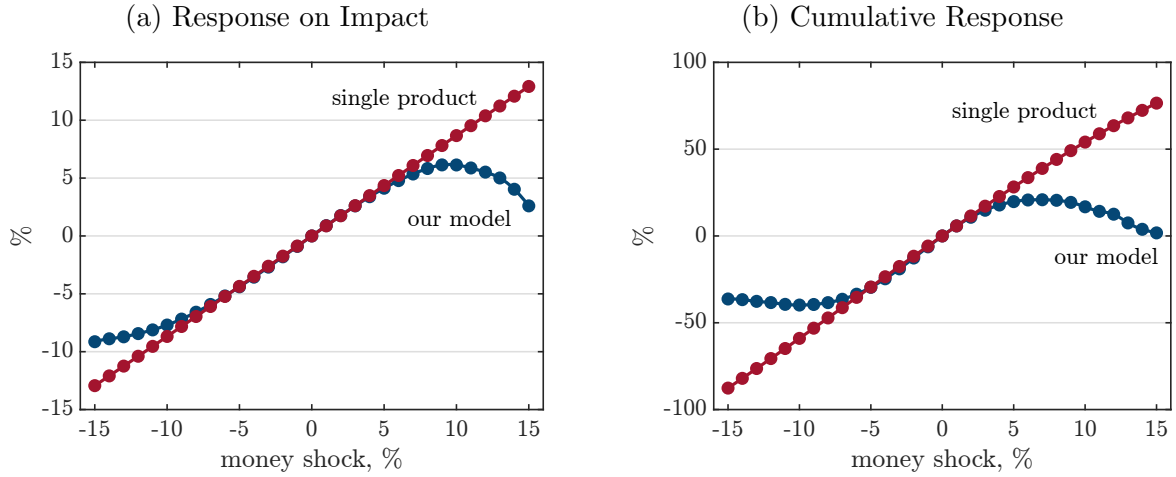 (a) Response on Impact
15
10
5
0
-5
-10
-15
%
single product
our model
-15 -10 -5 0 5 10 15
money shock, %
(b) Cumulative Response
100
50
0
-50
-100
%
single product
our model
-15 -10 -5 0 5 10 15
money shock, %